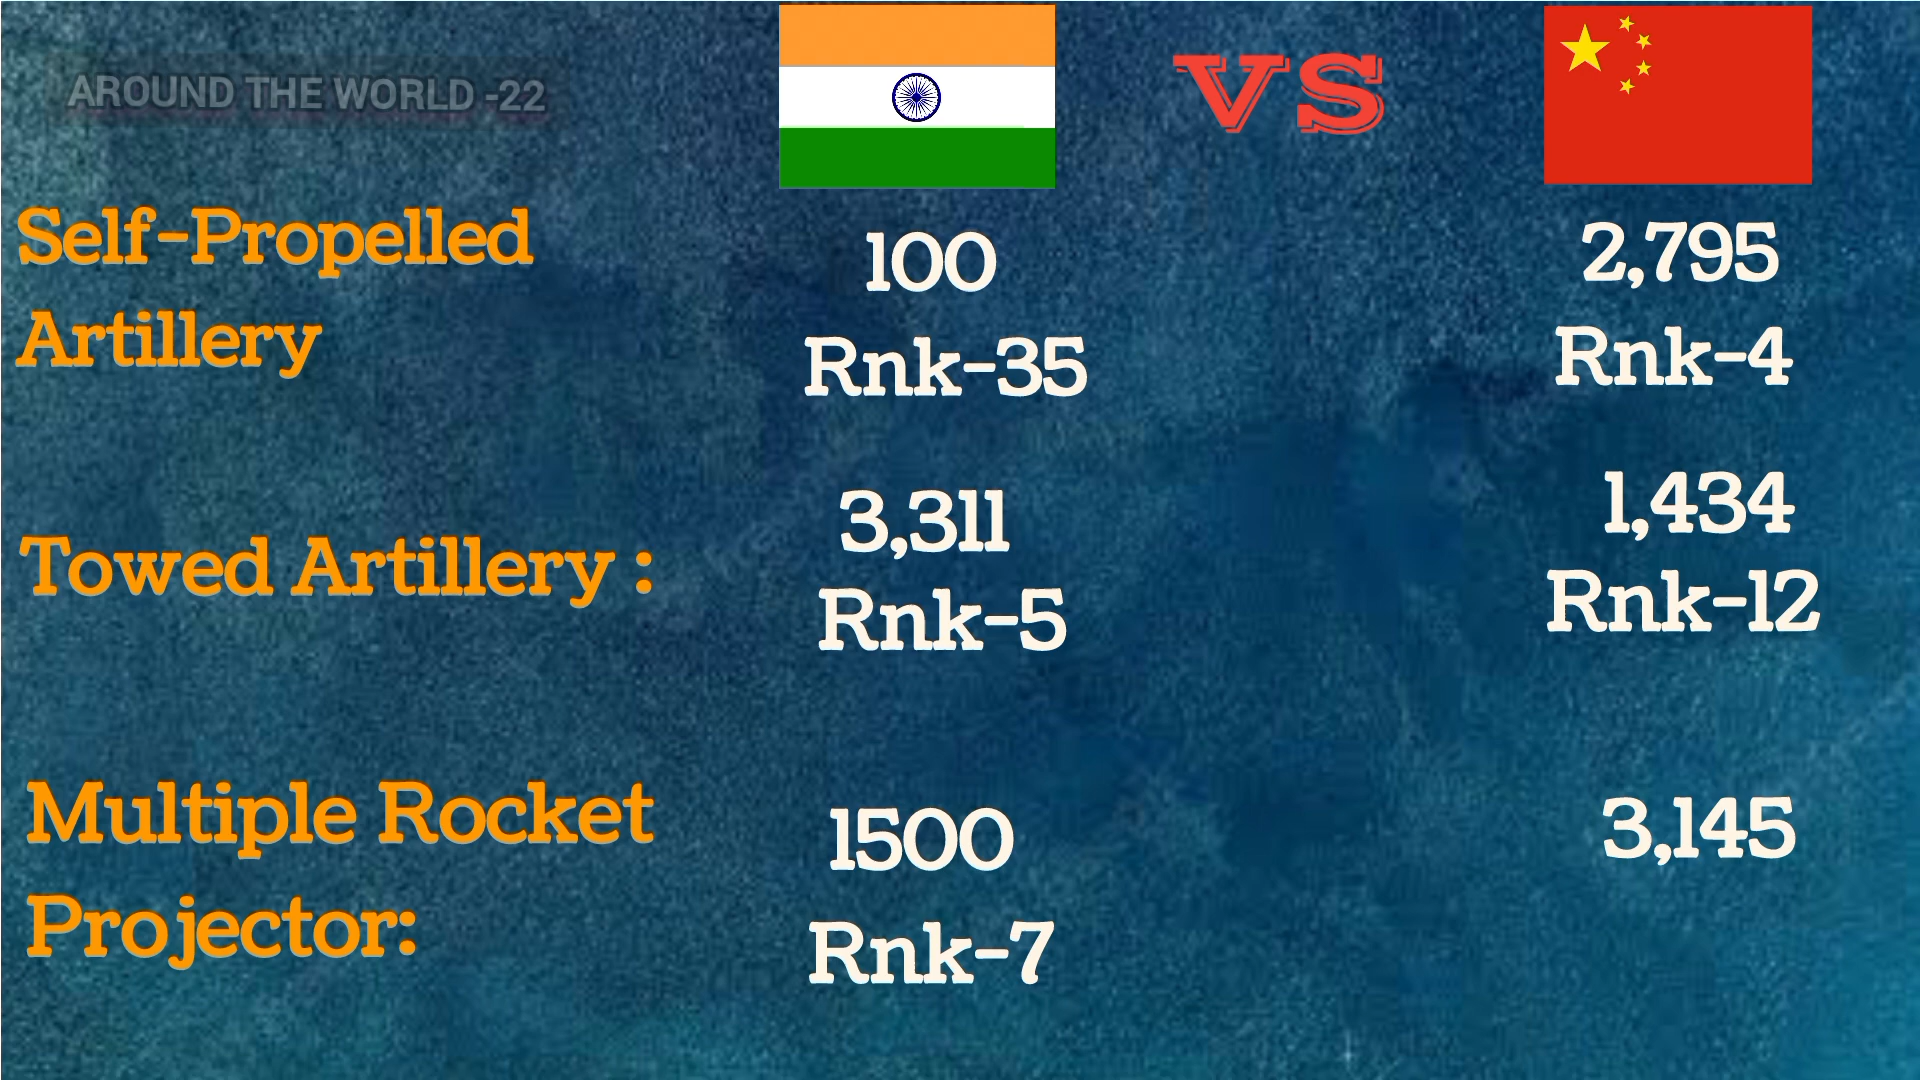 AROUND THE WORLD -22
VS
Self-Propelled
Artillery
100
Rnk-35
2,795
Rnk-4
Towed Artillery :
3,311
Rnk-5
1,434
Rnk-12
Multiple Rocket
Projector:
1500
Rnk-7
3,145